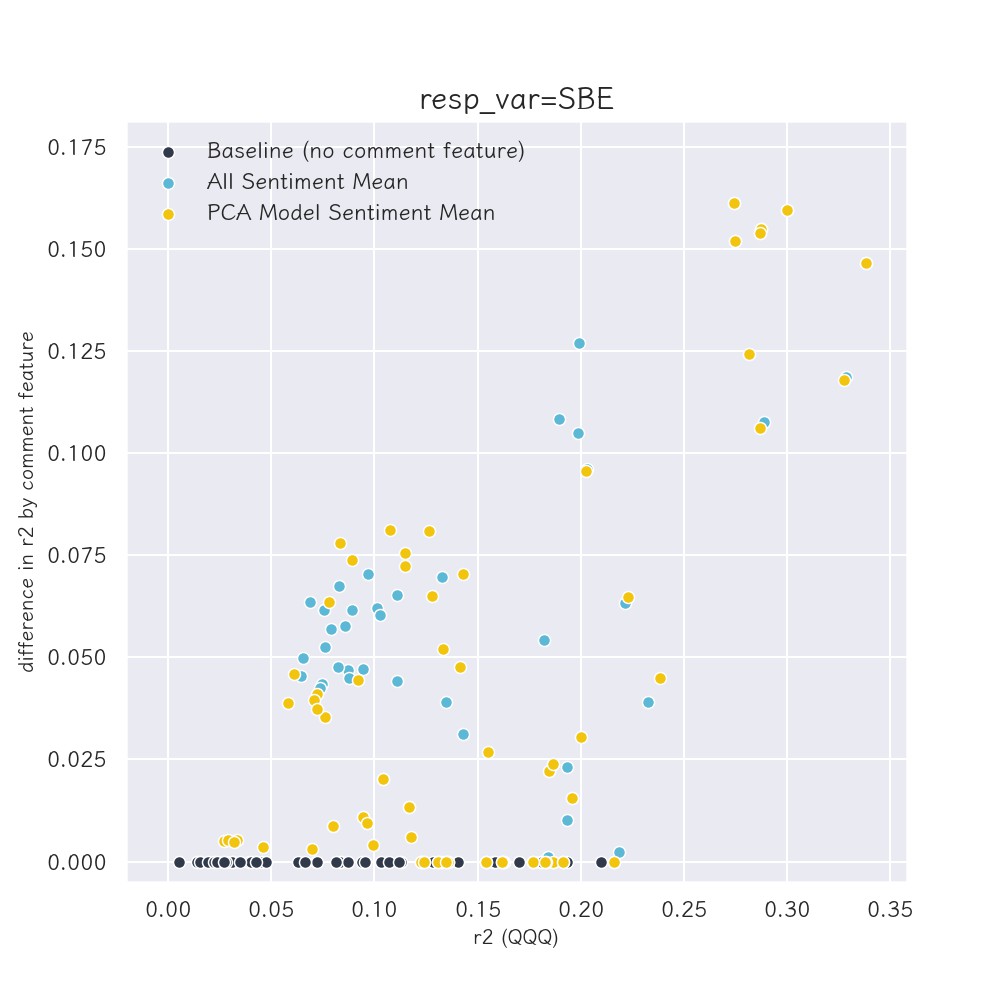 resp_var=SBE
Baseline (no comment feature)
All Sentiment Mean
PCA Model Sentiment Mean
difference in r2 by comment feature
0.175
0.150
0.125
0.100
0.075
0.050
0.025
0.000
0.00 0.05 0.10 0.15 0.20 0.25 0.30 0.35
r2 (QQQ)